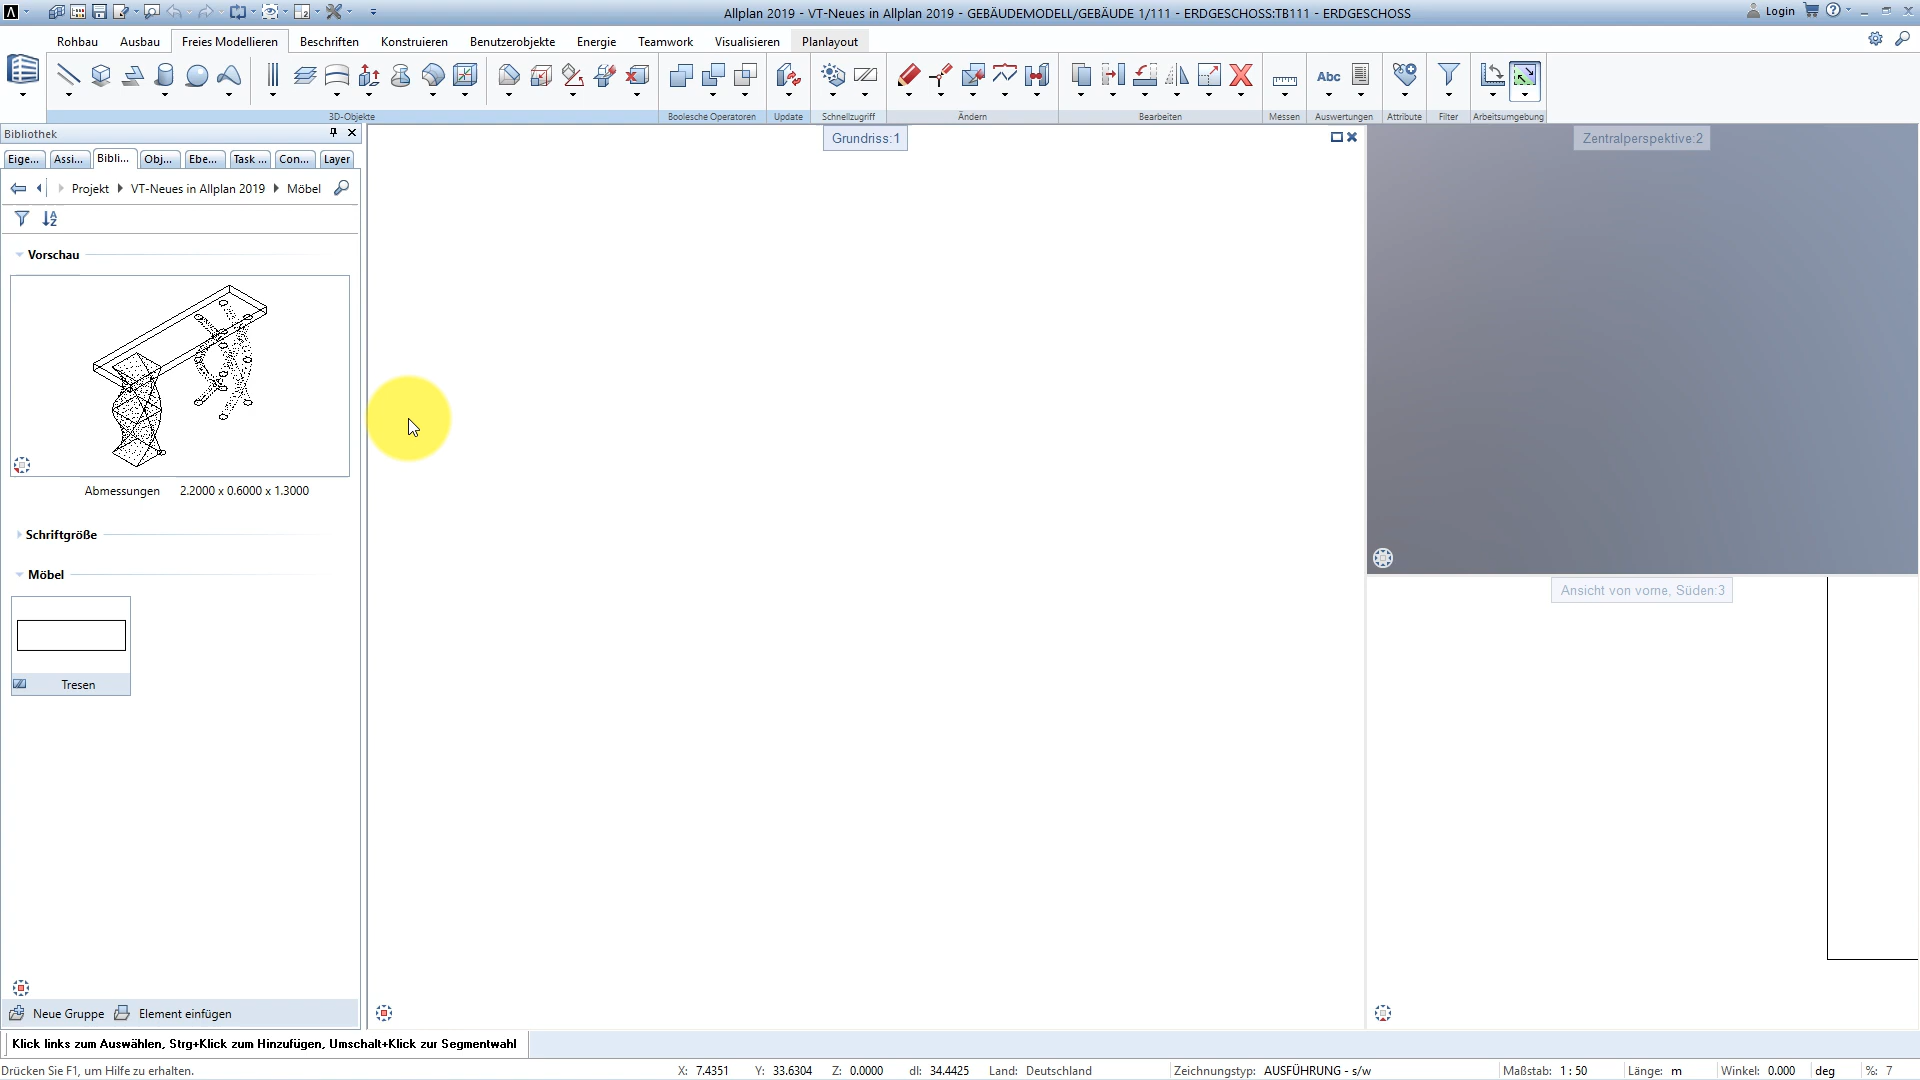 Allplan 2019 - VT-Neues in Allplan 2019 - GEBÄUDEMODELL/GEBÄUDE 1/111 - ERDGESCHOSS:TB111 - ERDGESCHOSS
Login
Rohbau Ausbau Freies Modellieren Beschriften Konstruieren Benutzerobjekte Energie Teamwork Visualisieren Planlayout
Abc
3D-Objekte Boolesche Operatoren Update Schnellzugriff Ändern Bearbeiten Messen Auswertungen Attribute Filter Arbeitsumgebung
Bibliothek
Grundriss:1
Zentralperspektive:2
Eige... Assi... Bibli... Obj... Ebe... Task ... Con... Layer
Projekt VT-Neues in Allplan 2019 Möbel
Vorschau
Abmessungen 2.2000 x 0.6000 x 1.3000
Schriftgröße
Möbel
Tresen
Ansicht von vorne, Süden:3
Neue Gruppe Element einfügen
Klick links zum Auswählen, Strg+Klick zum Hinzufügen, Umschalt+Klick zur Segmentwahl
Drücken Sie F1, um Hilfe zu erhalten. X: 7.4351 Y: 33.6304 Z: 0.0000 dl: 34.4425 Land: Deutschland Zeichnungstyp: AUSFÜHRUNG - s/w Maßstab: 1 : 50 Länge: m Winkel: 0.000 deg %: 7